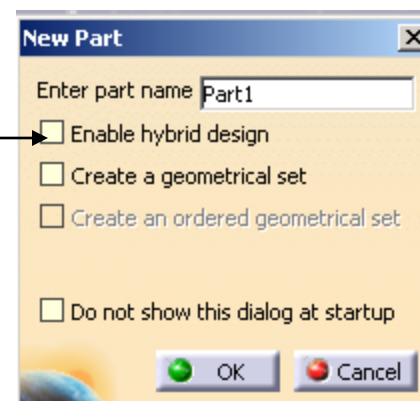 New Part
Enter part name Part1
Enable hybrid design
Create a geometrical set
Create an ordered geometrical set
Do not show this dialog at startup
OK Cancel